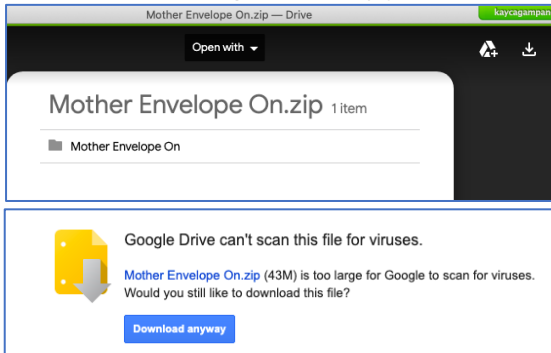 Mother Envelope On.zip — Drive
kaycagampan
Open with
Mother Envelope On.zip 1 item
Mother Envelope On
Google Drive can't scan this file for viruses.
Mother Envelope On.zip (43M) is too large for Google to scan for viruses.
Would you still like to download this file?
Download anyway